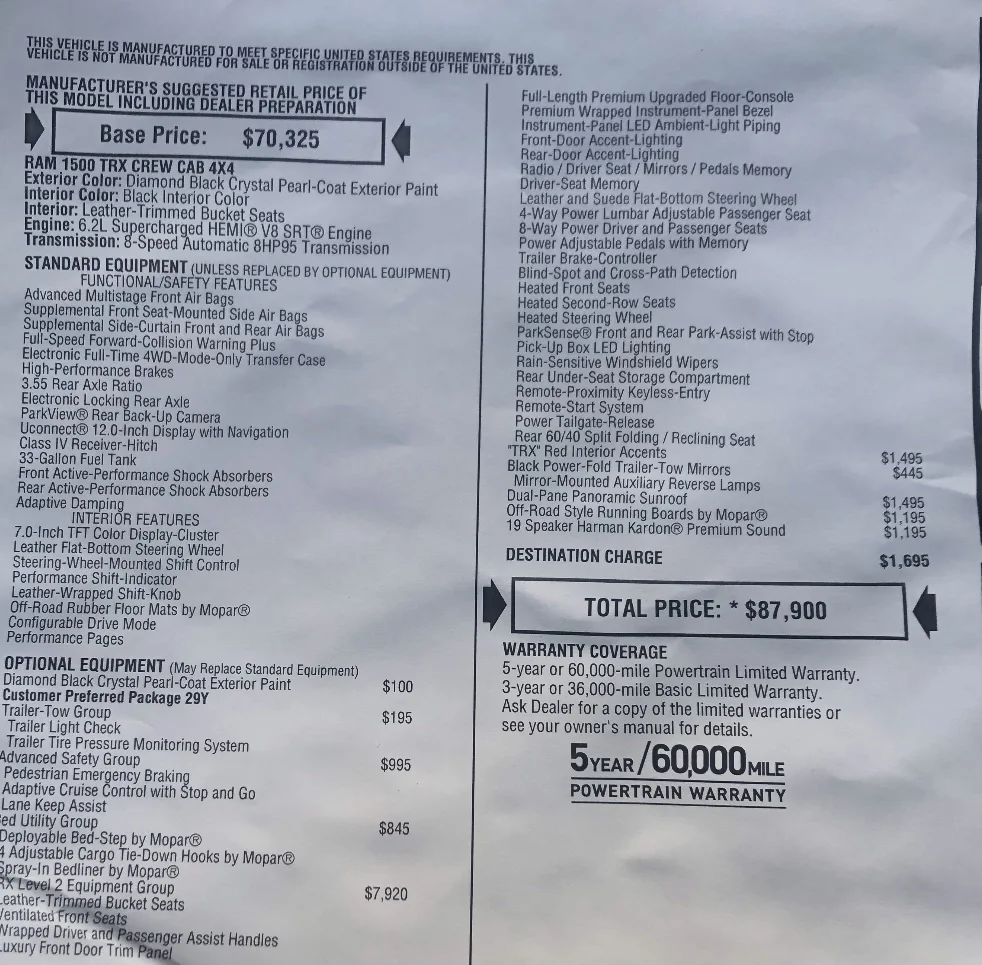 THIS VEHICLE IS MANUFACTURED TO MEET SPECIFIC UNITED STATES REQUIREMENTS. THIS
VEHICLE IS NOT MANUFACTURED FOR SALE OR REGISTRATION OUTSIDE OF THE UNITED STATES.
MANUFACTURER'S SUGGESTED RETAIL PRICE OF
THIS MODEL INCLUDING DEALER PREPARATION
Base Price: $70,325
RAM 1500 TRX CREW CAB 4X4
Exterior Color: Diamond Black Crystal Pearl-Coat Exterior Paint
Interior Color: Black Interior Color
Interior: Leather-Trimmed Bucket Seats
Engine: 6.2L Supercharged HEMI® V8 SRT® Engine
Transmission: 8-Speed Automatic 8HP95 Transmission
STANDARD EQUIPMENT (UNLESS REPLACED BY OPTIONAL EQUIPMENT)
FUNCTIONAL/SAFETY FEATURES
Advanced Multistage Front Air Bags
Supplemental Front Seat-Mounted Side Air Bags
Supplemental Side-Curtain Front and Rear Air Bags
Full-Speed Forward-Collision Warning Plus
Electronic Full-Time 4WD-Mode-Only Transfer Case
High-Performance Brakes
3.55 Rear Axle Ratio
Electronic Locking Rear Axle
ParkView® Rear Back-Up Camera
Uconnect® 12.0-Inch Display with Navigation
Class IV Receiver-Hitch
33-Gallon Fuel Tank
Front Active-Performance Shock Absorbers
Rear Active-Performance Shock Absorbers
Adaptive Damping
INTERIOR FEATURES
7.0-Inch TFT Color Display-Cluster
Leather Flat-Bottom Steering Wheel
Steering-Wheel-Mounted Shift Control
Performance Shift-Indicator
Leather-Wrapped Shift-Knob
Off-Road Rubber Floor Mats by Mopar®
Configurable Drive Mode
Performance Pages
OPTIONAL EQUIPMENT (May Replace Standard Equipment)
Diamond Black Crystal Pearl-Coat Exterior Paint $100
Customer Preferred Package 29Y
Trailer-Tow Group $195
Trailer Light Check
Trailer Tire Pressure Monitoring System
Advanced Safety Group $995
Pedestrian Emergency Braking
Adaptive Cruise Control with Stop and Go
Lane Keep Assist
ed Utility Group $845
Deployable Bed-Step by Mopar®
4 Adjustable Cargo Tie-Down Hooks by Mopar®
Spray-In Bedliner by Mopar®
RX Level 2 Equipment Group $7,920
Leather-Trimmed Bucket Seats
Ventilated Front Seats
Wrapped Driver and Passenger Assist Handles
Luxury Front Door Trim Panel
Full-Length Premium Upgraded Floor-Console
Premium Wrapped Instrument-Panel Bezel
Instrument-Panel LED Ambient-Light Piping
Front-Door Accent-Lighting
Rear-Door Accent-Lighting
Radio / Driver Seat / Mirrors / Pedals Memory
Driver-Seat Memory
Leather and Suede Flat-Bottom Steering Wheel
4-Way Power Lumbar Adjustable Passenger Seat
8-Way Power Driver and Passenger Seats
Power Adjustable Pedals with Memory
Trailer Brake-Controller
Blind-Spot and Cross-Path Detection
Heated Front Seats
Heated Second-Row Seats
Heated Steering Wheel
ParkSense® Front and Rear Park-Assist with Stop
Pick-Up Box LED Lighting
Rain-Sensitive Windshield Wipers
Rear Under-Seat Storage Compartment
Remote-Proximity Keyless-Entry
Remote-Start System
Power Tailgate-Release
Rear 60/40 Split Folding / Reclining Seat
"TRX" Red Interior Accents $1,495
Black Power-Fold Trailer-Tow Mirrors $445
Mirror-Mounted Auxiliary Reverse Lamps
Dual-Pane Panoramic Sunroof $1,495
Off-Road Style Running Boards by Mopar® $1,195
19 Speaker Harman Kardon® Premium Sound $1,195
DESTINATION CHARGE $1,695
TOTAL PRICE: * $87,900
WARRANTY COVERAGE
5-year or 60,000-mile Powertrain Limited Warranty.
3-year or 36,000-mile Basic Limited Warranty.
Ask Dealer for a copy of the limited warranties or
see your owner's manual for details.
5YEAR/60,000MILE
POWERTRAIN WARRANTY